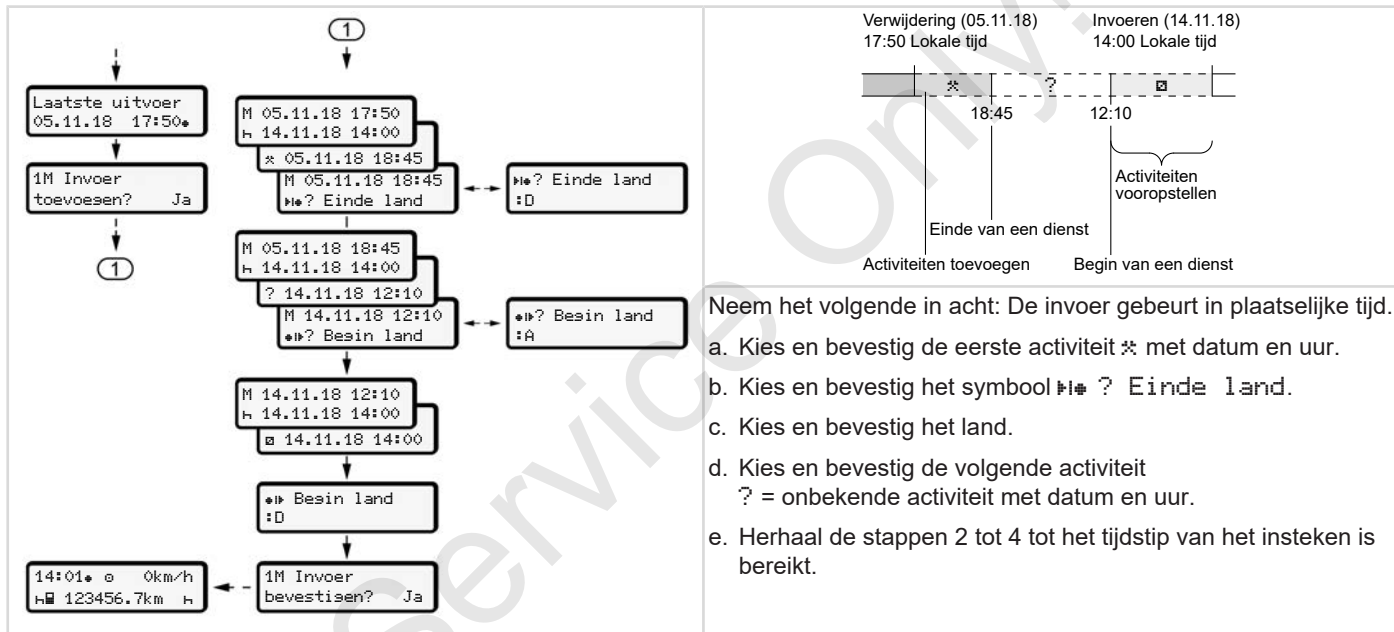 ①
Laatste uitvoer
05.11.18 17:50
1M Invoer
toevoegen? Ja
①
M 05.11.18 17:50
14.11.18 14:00
05.11.18 18:45
M 05.11.18 18:45
? Einde land
? Einde land
:D
M 05.11.18 18:45
14.11.18 14:00
? 14.11.18 12:10
M 14.11.18 12:10
? Begin land
? Begin land
:A
M 14.11.18 12:10
14.11.18 14:00
14.11.18 14:00
Begin land
:D
1M Invoer
bevestigen? Ja
14:01 0km/h
123456.7km
Verwijdering (05.11.18)
17:50 Lokale tijd
Invoeren (14.11.18)
14:00 Lokale tijd
?
18:45
12:10
Activiteiten
vooropstellen
Einde van een dienst
Activiteiten toevoegen
Begin van een dienst
Neem het volgende in acht: De invoer gebeurt in plaatselijke tijd.
a. Kies en bevestig de eerste activiteit met datum en uur.
b. Kies en bevestig het symbool ? Einde land.
c. Kies en bevestig het land.
d. Kies en bevestig de volgende activiteit
? = onbekende activiteit met datum en uur.
e. Herhaal de stappen 2 tot 4 tot het tijdstip van het insteken is
bereikt.
Service Only!